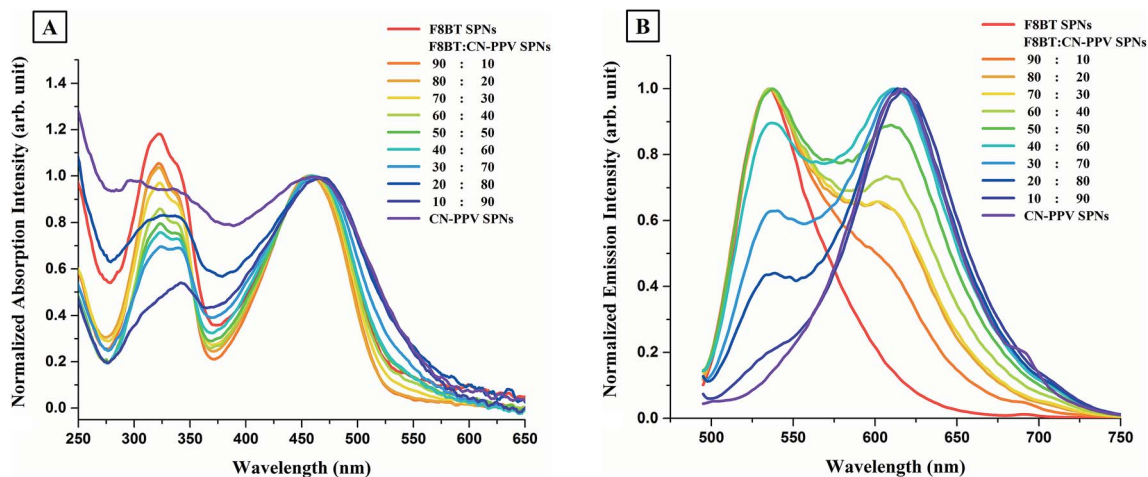 A
F8BT SPNs
F8BT:CN-PPV SPNs
90 : 10
80 : 20
70 : 30
60 : 40
50 : 50
40 : 60
30 : 70
20 : 80
10 : 90
CN-PPV SPNs
Normalized Absorption Intensity (arb. unit)
1.4
1.2
1.0
0.8
0.6
0.4
0.2
0.0
250 300 350 400 450 500 550 600 650
Wavelength (nm)
B
F8BT SPNs
F8BT:CN-PPV SPNs
90 : 10
80 : 20
70 : 30
60 : 40
50 : 50
40 : 60
30 : 70
20 : 80
10 : 90
CN-PPV SPNs
Normalized Emission Intensity (arb. unit)
1.0
0.8
0.6
0.4
0.2
0.0
500 550 600 650 700 750
Wavelength (nm)